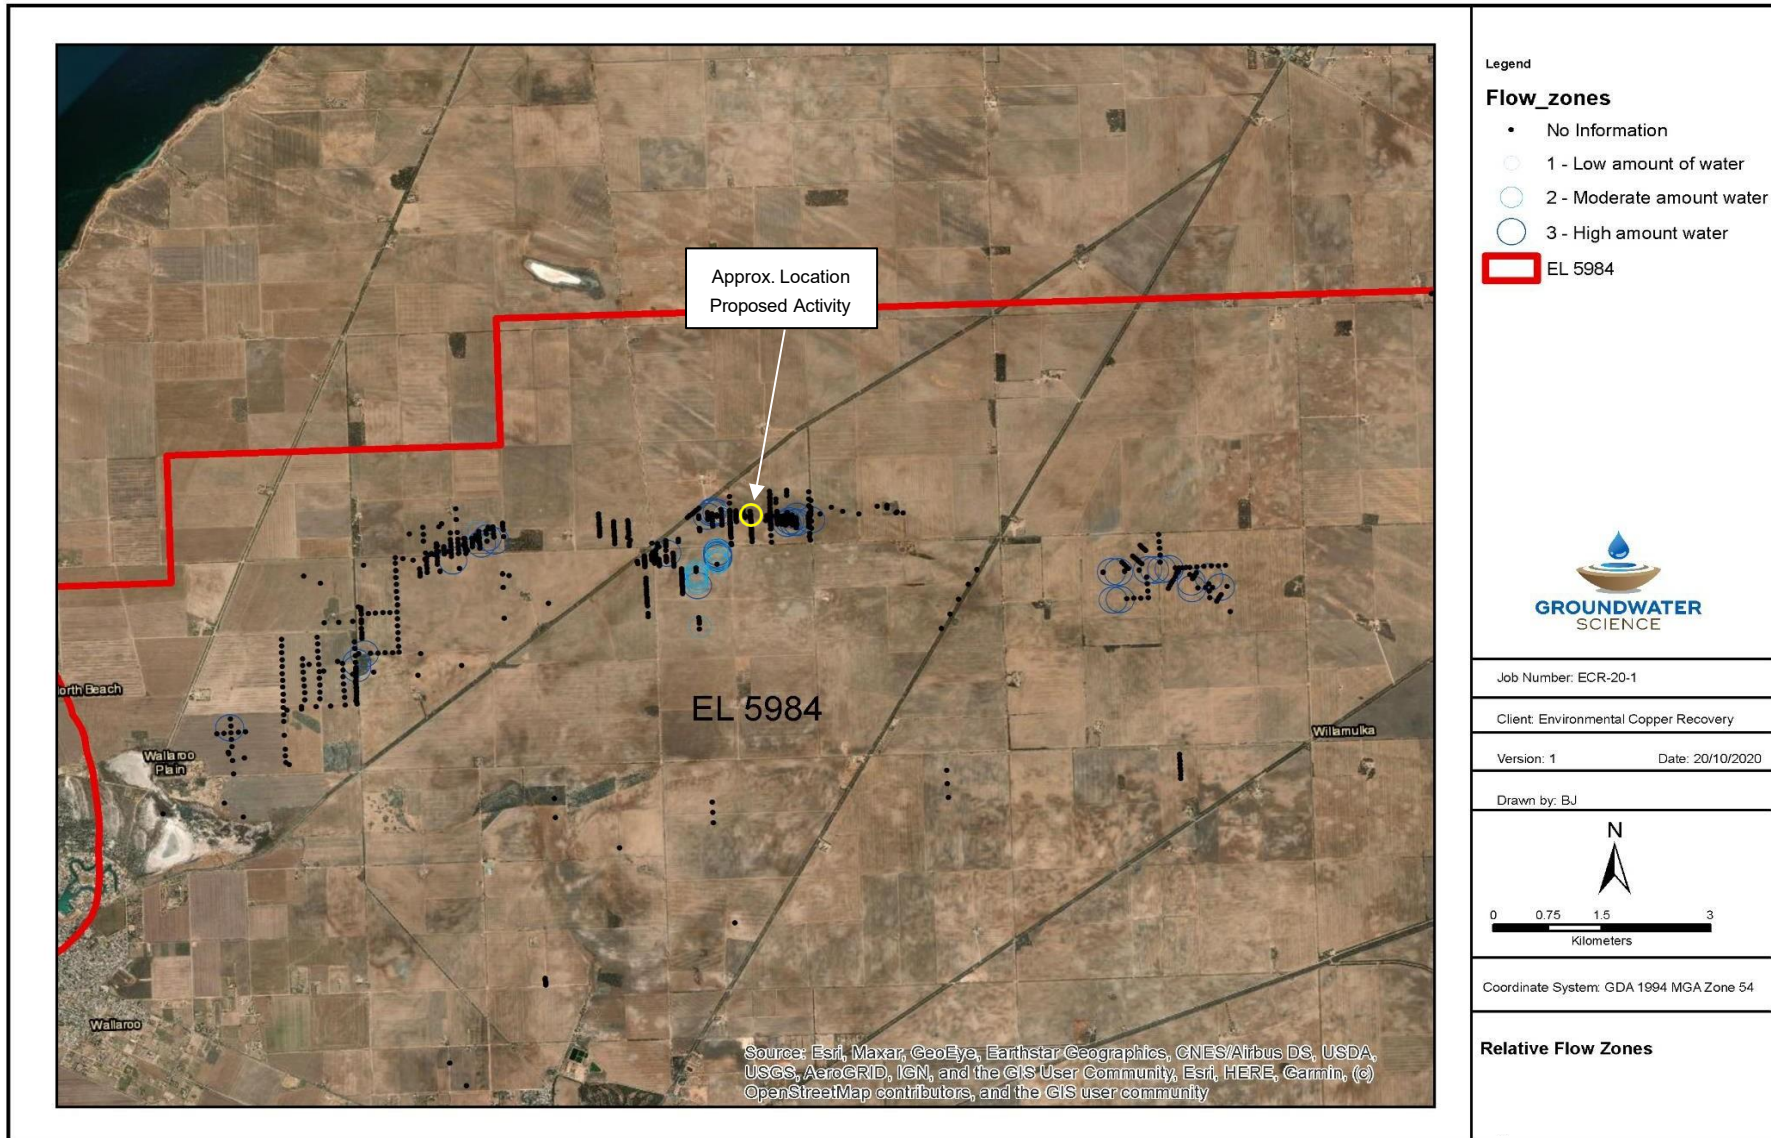 Approx. Location
Proposed Activity
EL 5984
orth Beach
Wallaroo
Plain
Willamulka
Wallaroo
Source: Esri, Maxar, GeoEye, Earthstar Geographics, CNES/Airbus DS, USDA,
USGS, AeroGRID, IGN, and the GIS User Community, Esri, HERE, Garmin, (c)
OpenStreetMap contributors, and the GIS user community
Legend
Flow_zones
No Information
1 - Low amount of water
2 - Moderate amount water
3 - High amount water
EL 5984
GROUNDWATER
SCIENCE
Job Number: ECR-20-1
Client: Environmental Copper Recovery
Version: 1 Date: 20/10/2020
Drawn by: BJ
N
0 0.75 1.5 3
Kilometers
Coordinate System: GDA 1994 MGA Zone 54
Relative Flow Zones